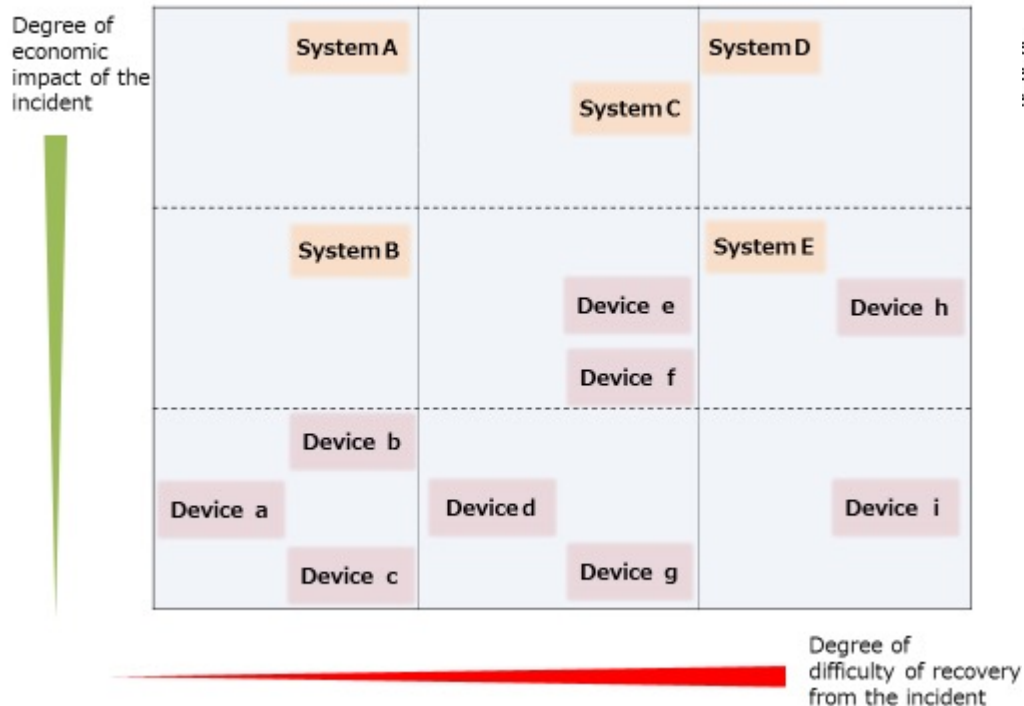 Degree of
economic
impact of the
incident
System A
System D
System C
System B
System E
Device e
Device h
Device f
Device b
Device a
Device d
Device i
Device c
Device g
Degree of
difficulty of recovery
from the incident